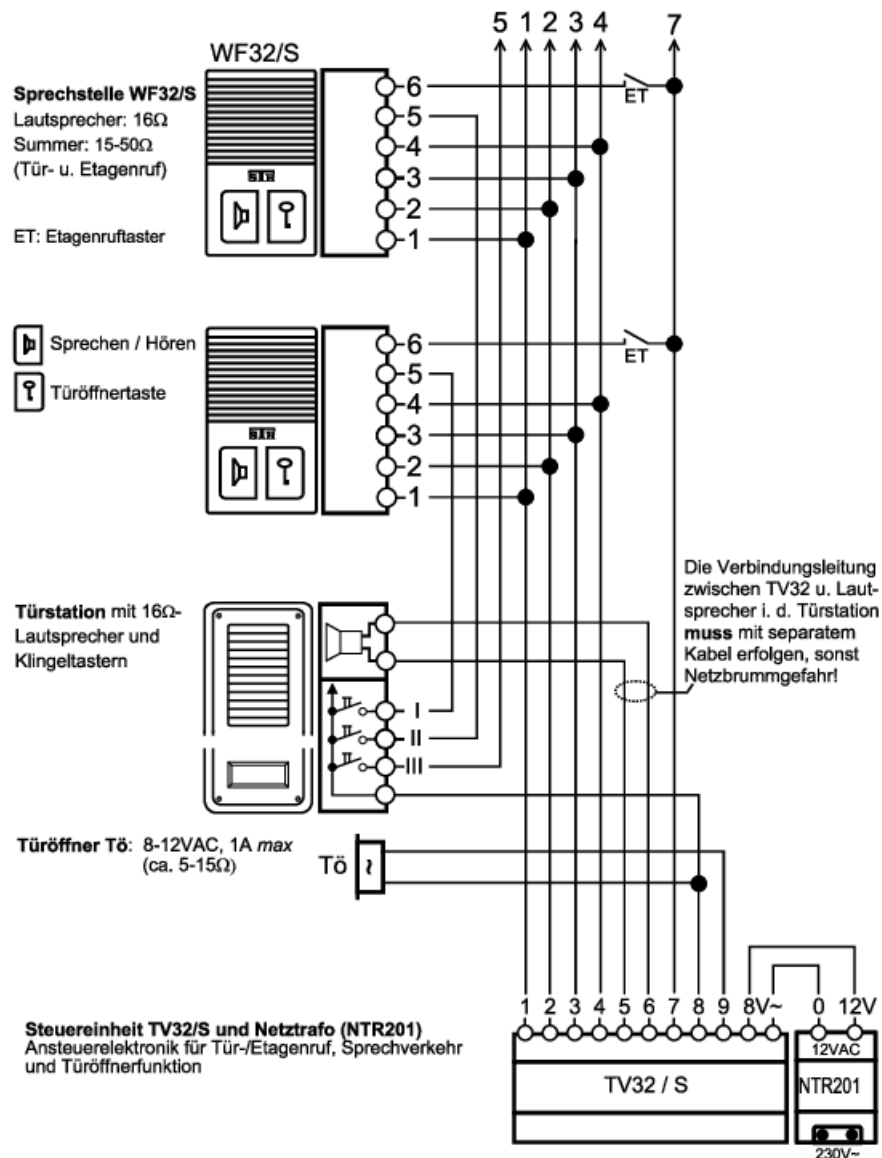 5 1 2 3 4 7
WF32/S
Sprechstelle WF32/S
Lautsprecher: 16Ω
Summer: 15-50Ω
(Tür- u. Etagenruf)
ET: Etagenruftaster
STR
6
5
4
3
2
1
ET
Sprechen / Hören
Türöffnertaste
STR
6
5
4
3
2
1
ET
Die Verbindungsleitung
zwischen TV32 u. Laut-
sprecher i. d. Türstation
muss mit separatem
Kabel erfolgen, sonst
Netzbrummgefahr!
Türstation mit 16Ω-
Lautsprecher und
Klingeltastern
I
II
III
Türöffner Tö: 8-12VAC, 1A max
(ca. 5-15Ω)
Tö
~
1 2 3 4 5 6 7 8 9 8V~ 0 12V
Steuereinheit TV32/S und Netztrafo (NTR201)
Ansteuerelektronik für Tür-/Etagenruf, Sprechverkehr
und Türöffnerfunktion
12VAC
TV32 / S
NTR201
230V~